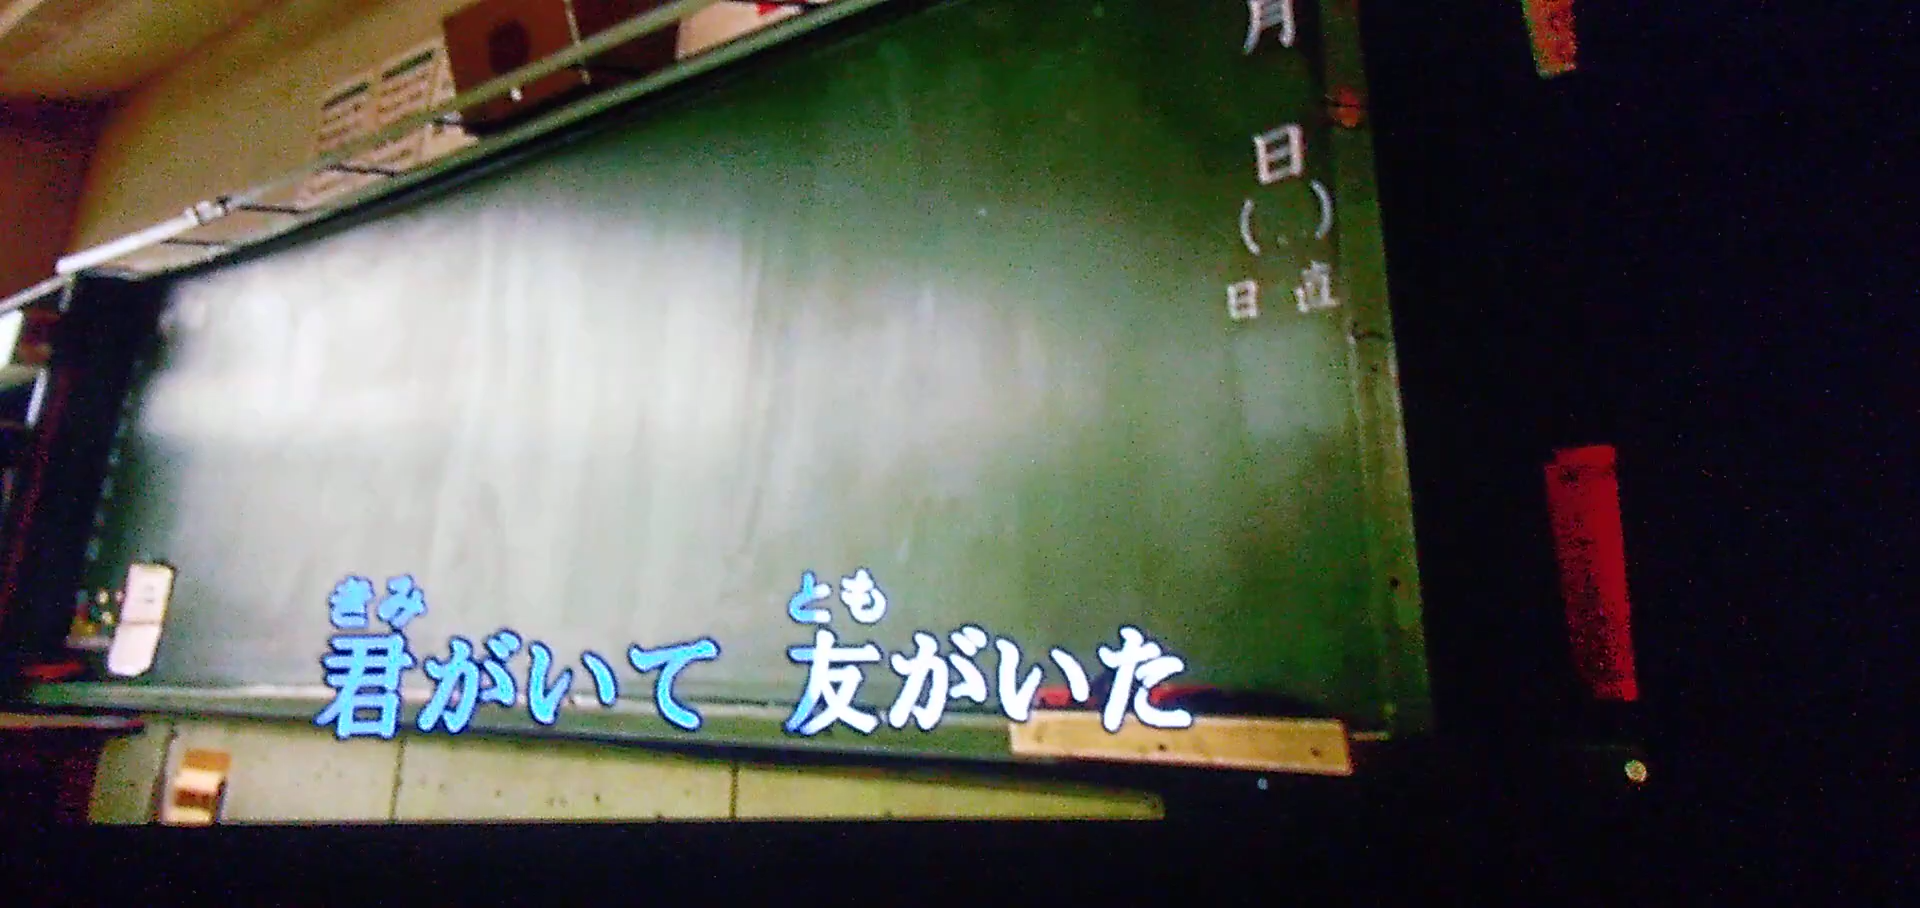 月
日
( )
日 直
きみ とも
君がいて 友がいた